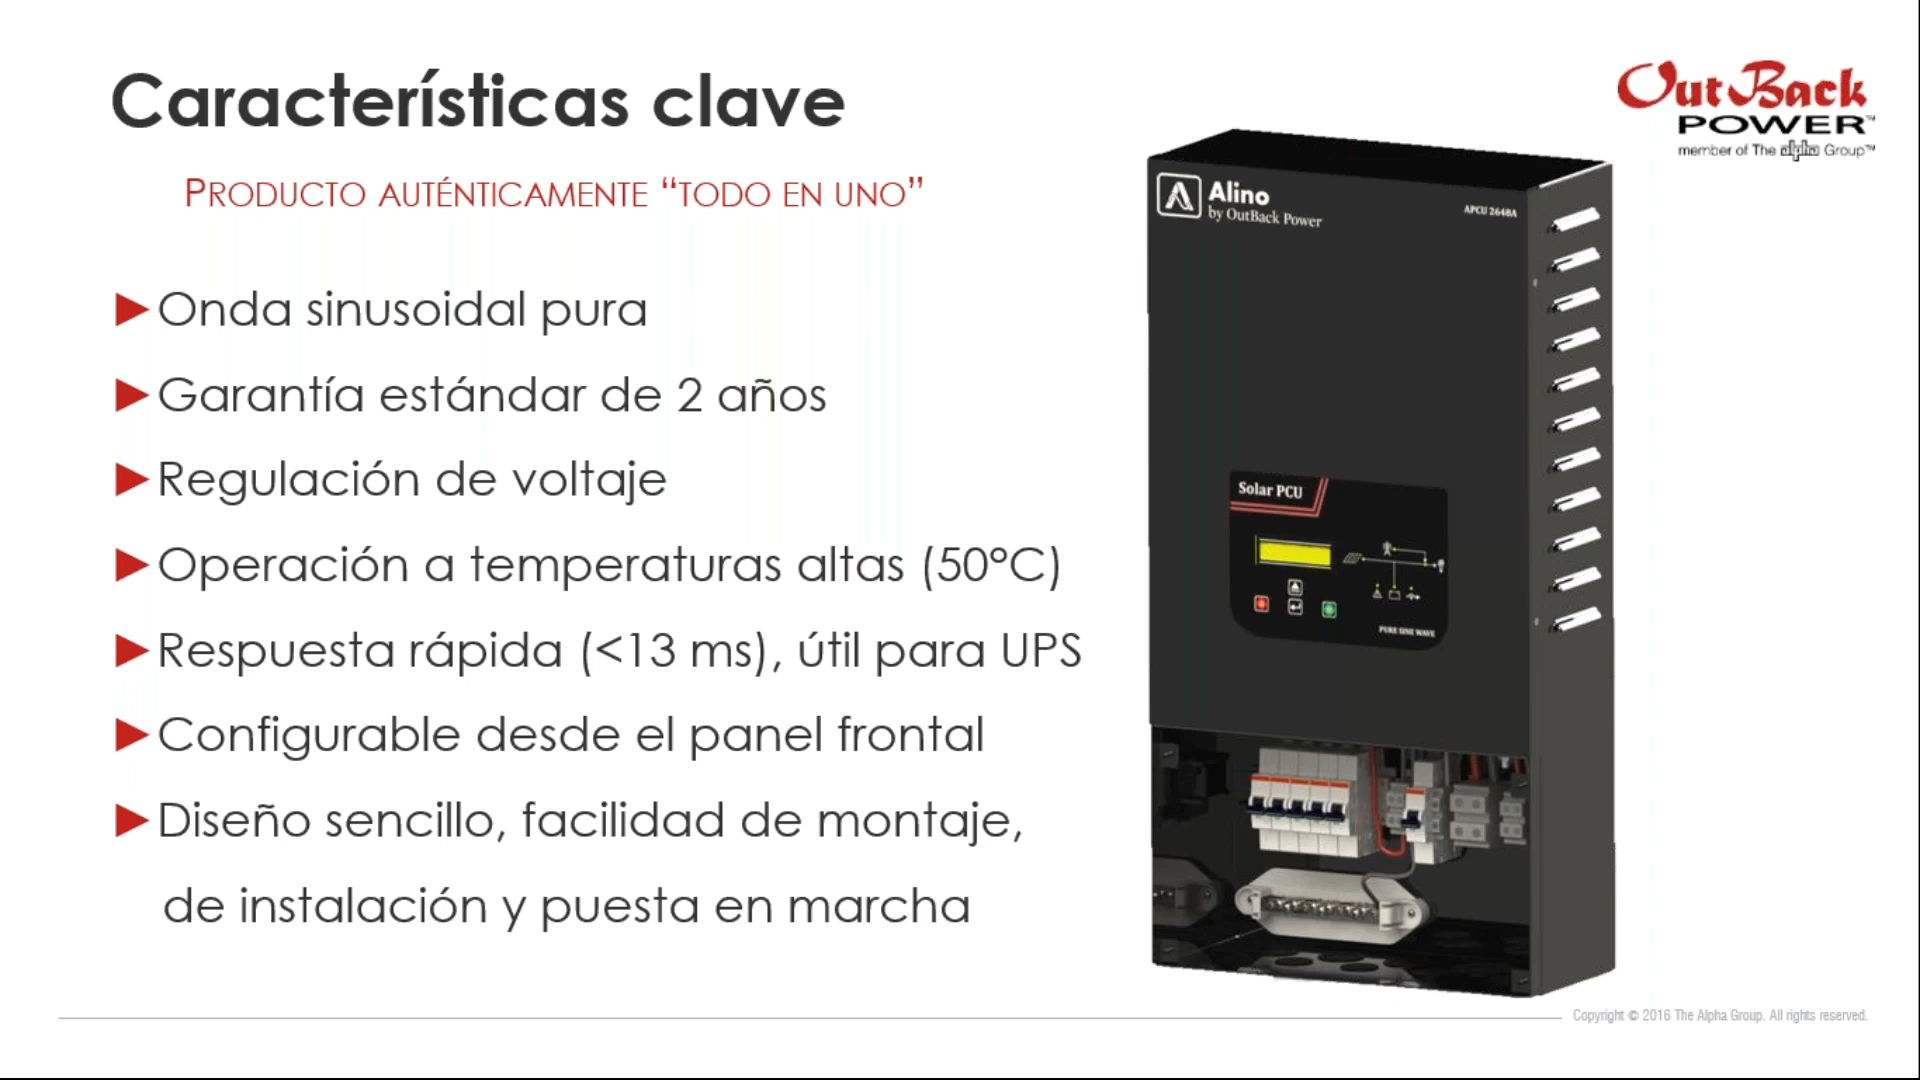 Características clave
PRODUCTO AUTÉNTICAMENTE “TODO EN UNO”
►Onda sinusoidal pura
►Garantía estándar de 2 años
►Regulación de voltaje
►Operación a temperaturas altas (50°C)
►Respuesta rápida (<13 ms), útil para UPS
►Configurable desde el panel frontal
►Diseño sencillo, facilidad de montaje,
de instalación y puesta en marcha
OutBack
POWER™
member of The alpha Group™
Alino
by OutBack Power
APCU 2648A
Solar PCU
PURE SINE WAVE
Copyright © 2016 The Alpha Group. All rights reserved.